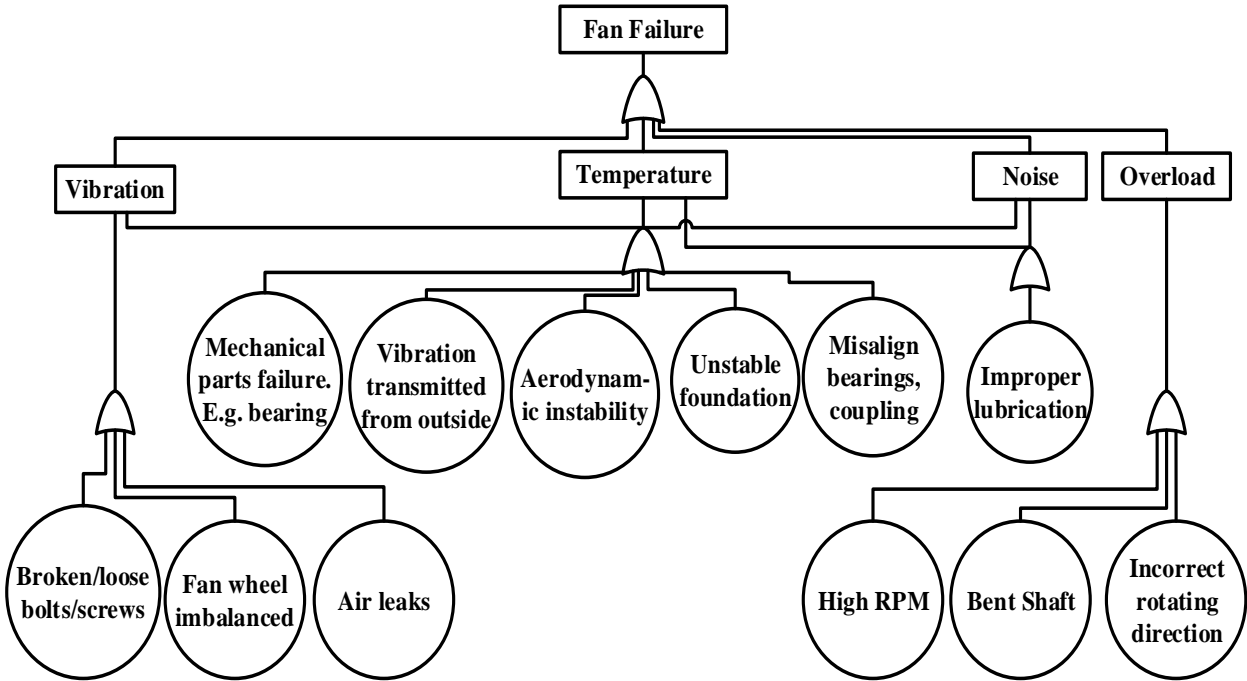 Fan Failure
Vibration
Temperature
Noise
Overload
Mechanical
parts failure.
E.g. bearing
Vibration
transmitted
from outside
Aerodynam-
ic instability
Unstable
foundation
Misalign
bearings,
coupling
Improper
lubrication
Broken/loose
bolts/screws
Fan wheel
imbalanced
Air leaks
High RPM
Bent Shaft
Incorrect
rotating
direction